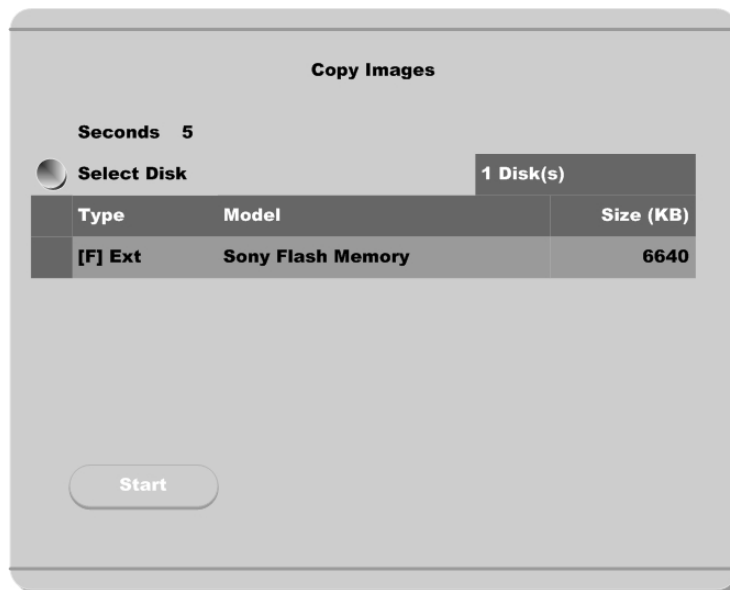 Copy Images
Seconds 5
Select Disk 1 Disk(s)
Type Model Size (KB)
[F] Ext Sony Flash Memory 6640
Start